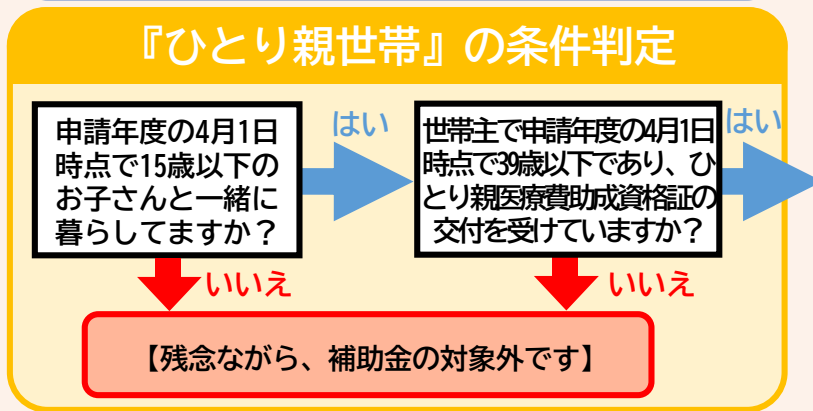 『ひとり親世帯』の条件判定
申請年度の4月1日
時点で15歳以下の
お子さんと一緒に
暮らしてますか？
はい
世帯主で申請年度の4月1日
時点で39歳以下であり、ひ
とり親医療費助成資格証の
交付を受けていますか？
はい
いいえ
いいえ
【残念ながら、補助金の対象外です】